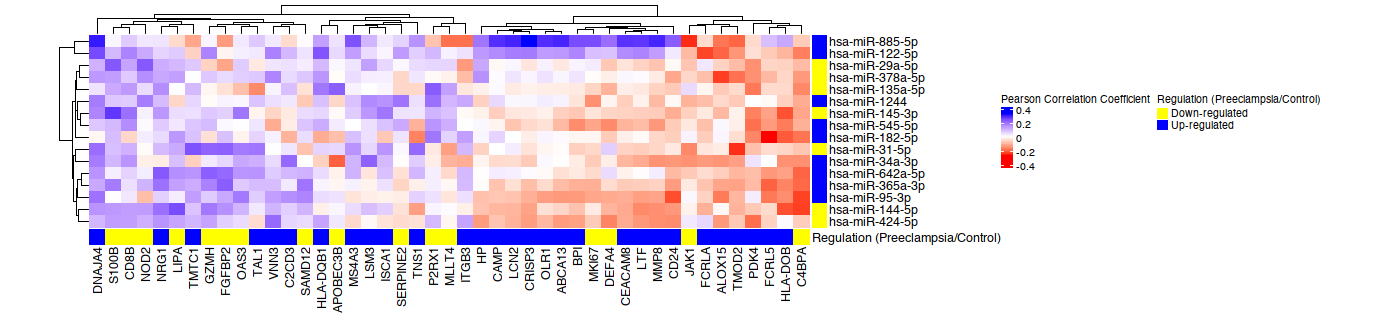 hsa-miR-885-5p
hsa-miR-122-5p
hsa-miR-29a-5p
hsa-miR-378a-5p
hsa-miR-135a-5p
hsa-miR-1244
hsa-miR-145-3p
hsa-miR-545-5p
hsa-miR-182-5p
hsa-miR-31-5p
hsa-miR-34a-3p
hsa-miR-642a-5p
hsa-miR-365a-3p
hsa-miR-95-3p
hsa-miR-144-5p
hsa-miR-424-5p
Regulation (Preeclampsia/Control)
DNAJA4
S100B
CD8B
NOD2
NRG1
LIPA
TMTC1
GZMH
FGFBP2
OAS3
TAL1
VNN3
C2CD3
SAMD12
HLA-DQB1
APOBEC3B
MS4A3
LSM3
ISCA1
SERPINE2
TNS1
P2RX1
MLLT4
ITGB3
HP
CAMP
LCN2
CRISP3
OLR1
ABCA13
BPI
MKI67
DEFA4
CEACAM8
LTF
MMP8
CD24
JAK1
FCRLA
ALOX15
TMOD2
PDK4
FCRL5
HLA-DOB
C4BPA
Pearson Correlation Coefficient
0.4
0.2
0
-0.2
-0.4
Regulation (Preeclampsia/Control)
Down-regulated
Up-regulated